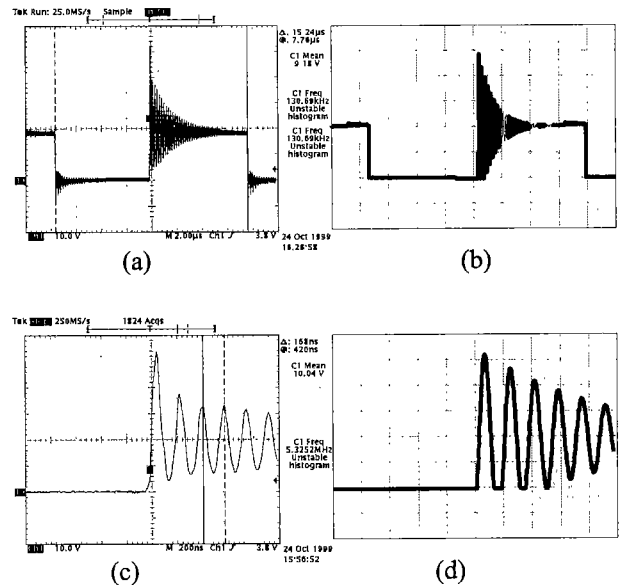 Tek Run: 25.0MS/s Sample
Δ: 15.24µs
@: 7.76µs
C1 Mean
9.18 V
C1 Freq
130.69kHz
Unstable
histogram
C1 Freq
130.69kHz
Unstable
histogram
10.0 V M 2.00µs Ch1 3.8 V
24 Oct 1999
16:26:58
(a)
(b)
Tek 250MS/s 1824 Acqs
Δ: 168ns
@: 420ns
C1 Mean
10.04 V
C1 Freq
5.3252MHz
Unstable
histogram
10.0 V M 200ns Ch1 3.8 V
24 Oct 1999
15:56:52
(c)
(d)